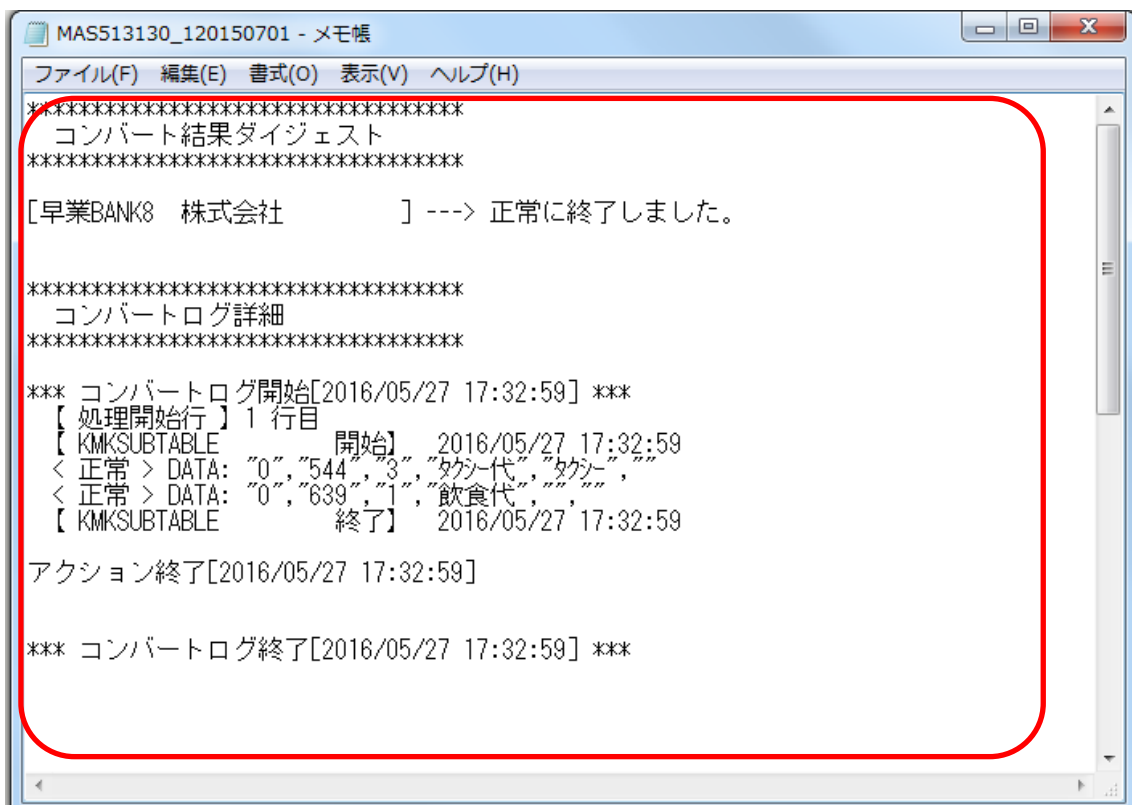 MAS513130_120150701 - メモ帳
ファイル(F) 編集(E) 書式(O) 表示(V) ヘルプ(H)
**********************************
コンバート結果ダイジェスト
**********************************
[早業BANK8 株式会社 ] ---> 正常に終了しました。
**********************************
コンバートログ詳細
**********************************
*** コンバートログ開始[2016/05/27 17:32:59] ***
【 処理開始行 】1 行目
【 KMKSUBTABLE 開始】 2016/05/27 17:32:59
< 正常 > DATA: "0","544","3","ﾀｸｼｰ代","ﾀｸｼｰ",""
< 正常 > DATA: "0","639","1","飲食代","",""
【 KMKSUBTABLE 終了】 2016/05/27 17:32:59
アクション終了[2016/05/27 17:32:59]
*** コンバートログ終了[2016/05/27 17:32:59] ***